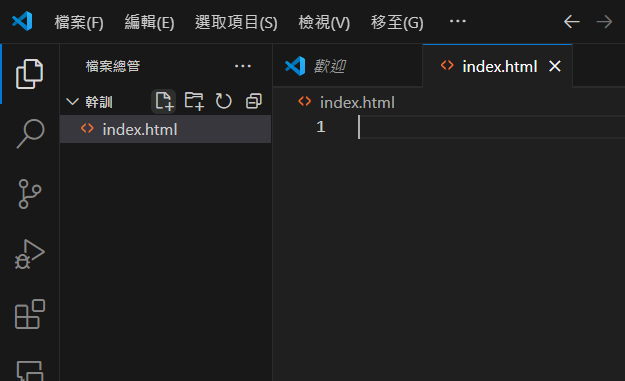 檔案(F) 編輯(E) 選取項目(S) 檢視(V) 移至(G) ···
檔案總管 ···
幹訓
index.html
歡迎 index.html
index.html
1